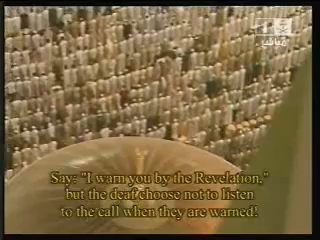 مباشر
Say: "I warn you by the Revelation,"
but the deaf choose not to listen
to the call when they are warned!